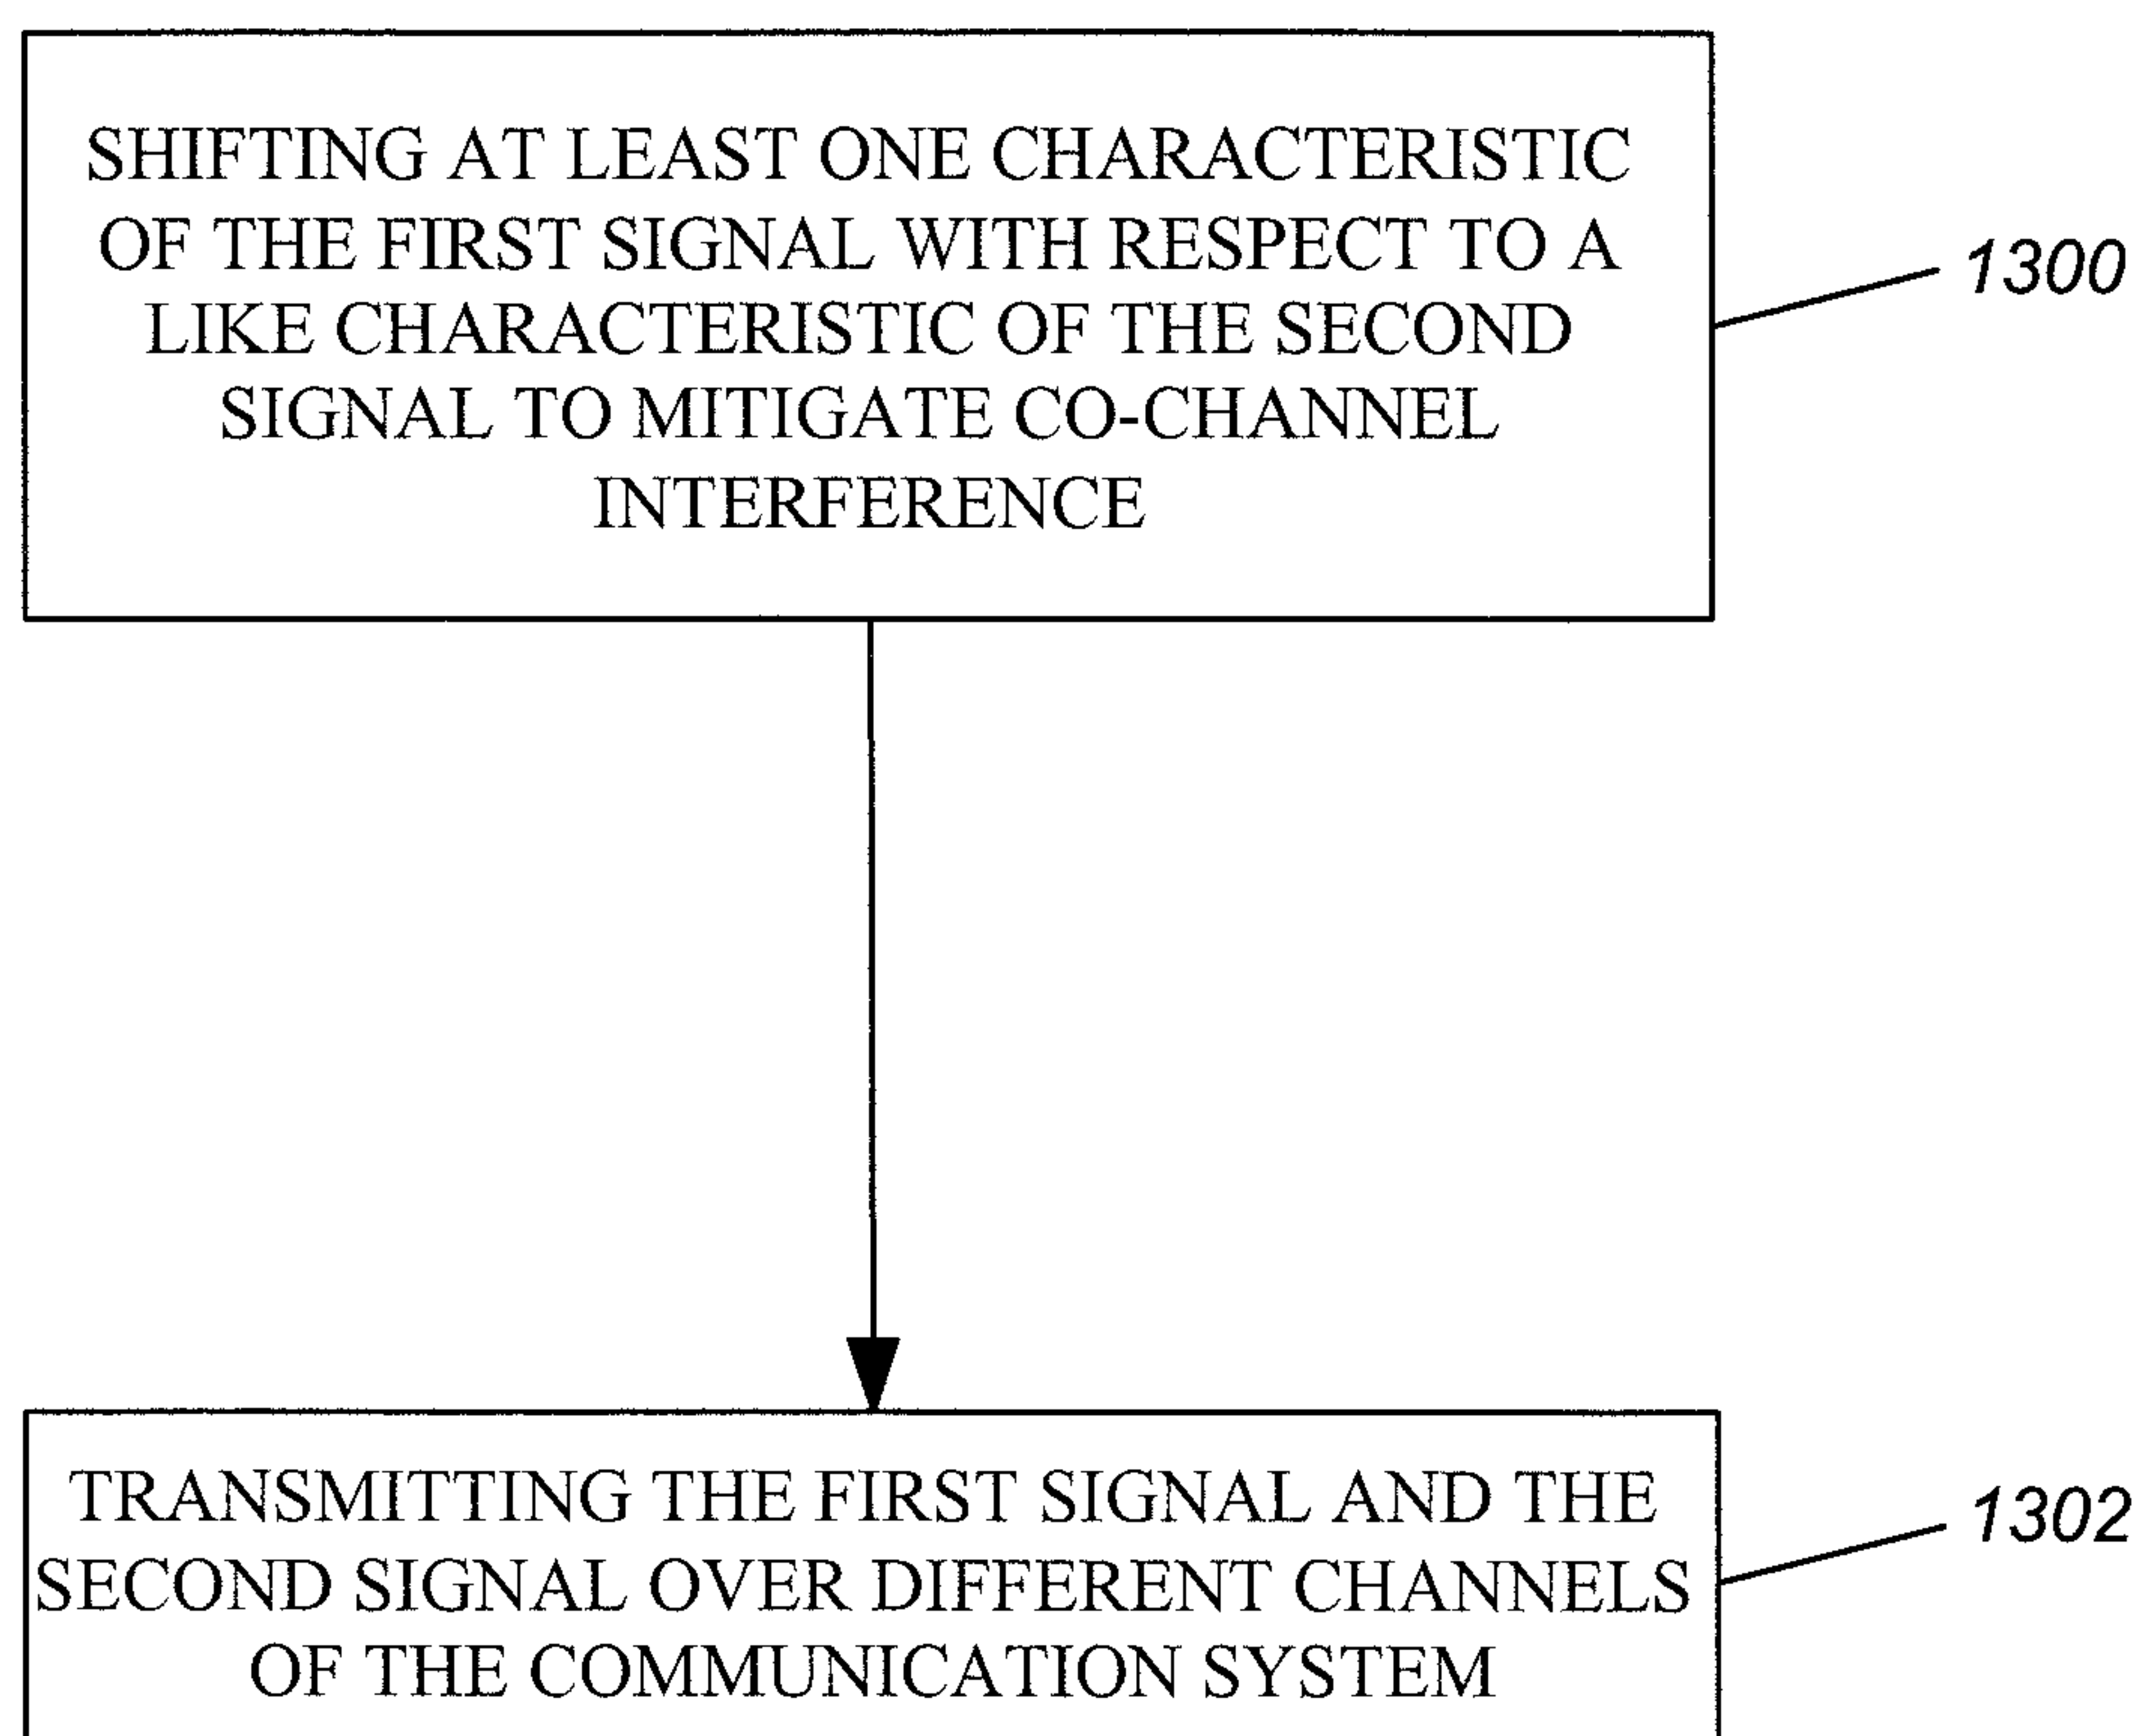 SHIFTING AT LEAST ONE CHARACTERISTIC
OF THE FIRST SIGNAL WITH RESPECT TO A
LIKE CHARACTERISTIC OF THE SECOND
SIGNAL TO MITIGATE CO-CHANNEL
INTERFERENCE
1300
TRANSMITTING THE FIRST SIGNAL AND THE
SECOND SIGNAL OVER DIFFERENT CHANNELS
OF THE COMMUNICATION SYSTEM
1302